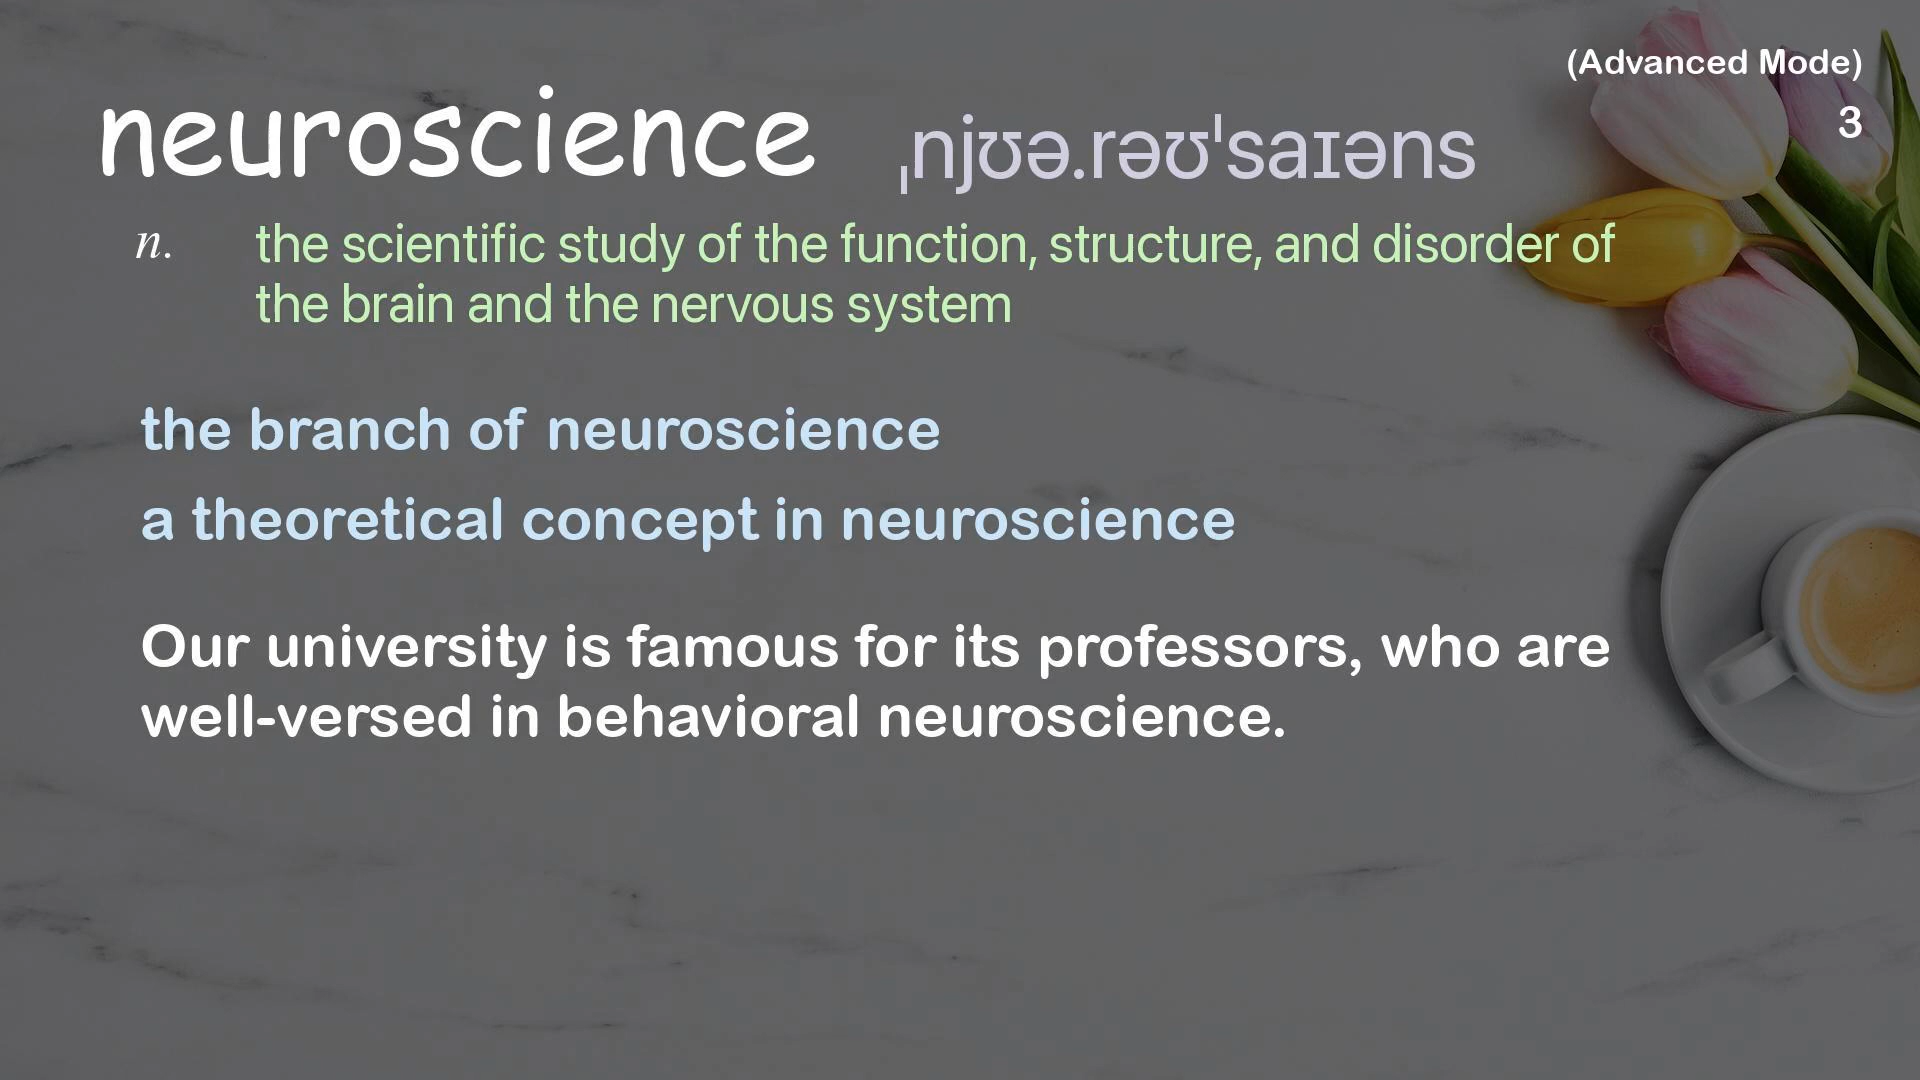 (Advanced Mode)
3
neuroscience ˌnjʊə.rəʊˈsaɪəns
n. the scientific study of the function, structure, and disorder of
the brain and the nervous system
the branch of neuroscience
a theoretical concept in neuroscience
Our university is famous for its professors, who are
well-versed in behavioral neuroscience.